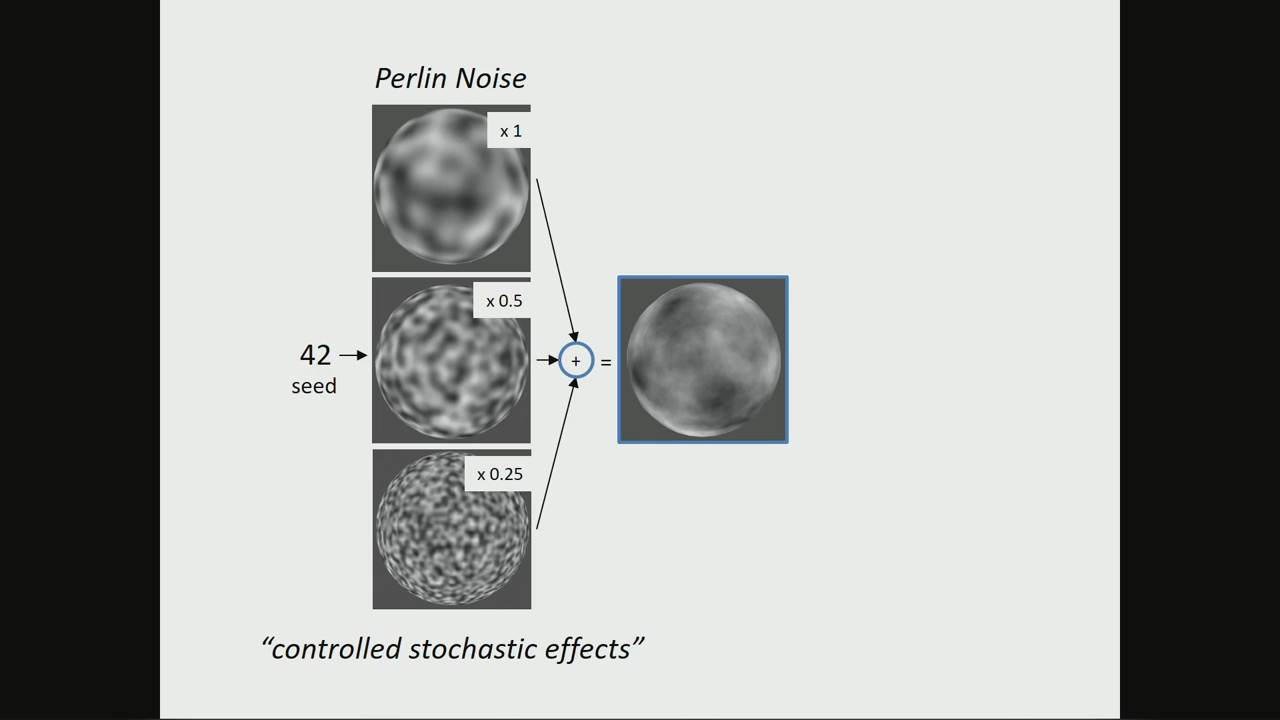 Perlin Noise
x 1
x 0.5
42
seed
+
=
x 0.25
“controlled stochastic effects”